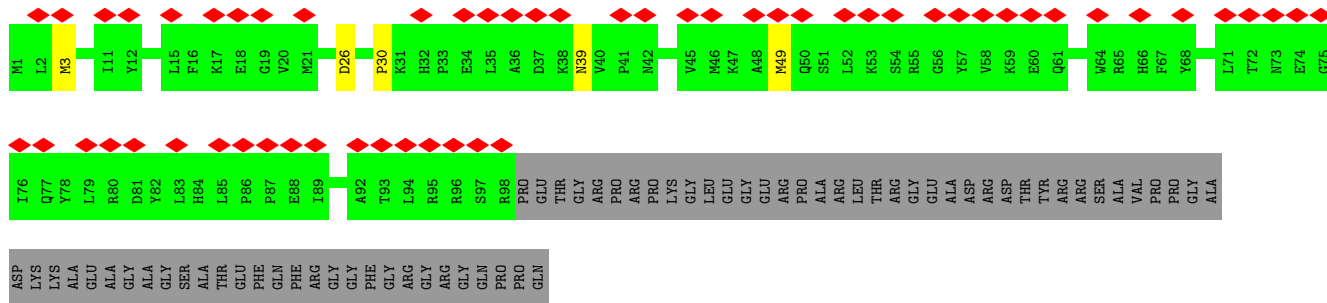 M1 L2 M3 I11 Y12 L15 F16 K17 E18 G19 V20 M21 D26 P30 K31 H32 P33 E34 L35 A36 D37 K38 N39 V40 P41 N42 V45 M46 K47 A48 M49 Q50 S51 L52 K53 S54 R55 G56 Y57 V58 K59 E60 Q61 W64 R65 H66 F67 Y68 L71 T72 N73 E74 G75
I76 Q77 Y78 L79 R80 D81 Y82 L83 H84 L85 P86 P87 E88 I89 A92 T93 L94 R95 R96 S97 R98 PRO GLU THR GLY ARG PRO ARG PRO LYS GLY LEU GLU GLY GLU ARG PRO ALA ARG LEU THR ARG GLY GLU ALA ASP ARG ASP THR TYR ARG ARG SER ALA VAL PRO PRO GLY ALA
ASP LYS LYS ALA GLU ALA GLY ALA GLY SER ALA THR GLU PHE GLN PHE ARG GLY GLY PHE GLY ARG GLY ARG GLY GLN PRO PRO GLN